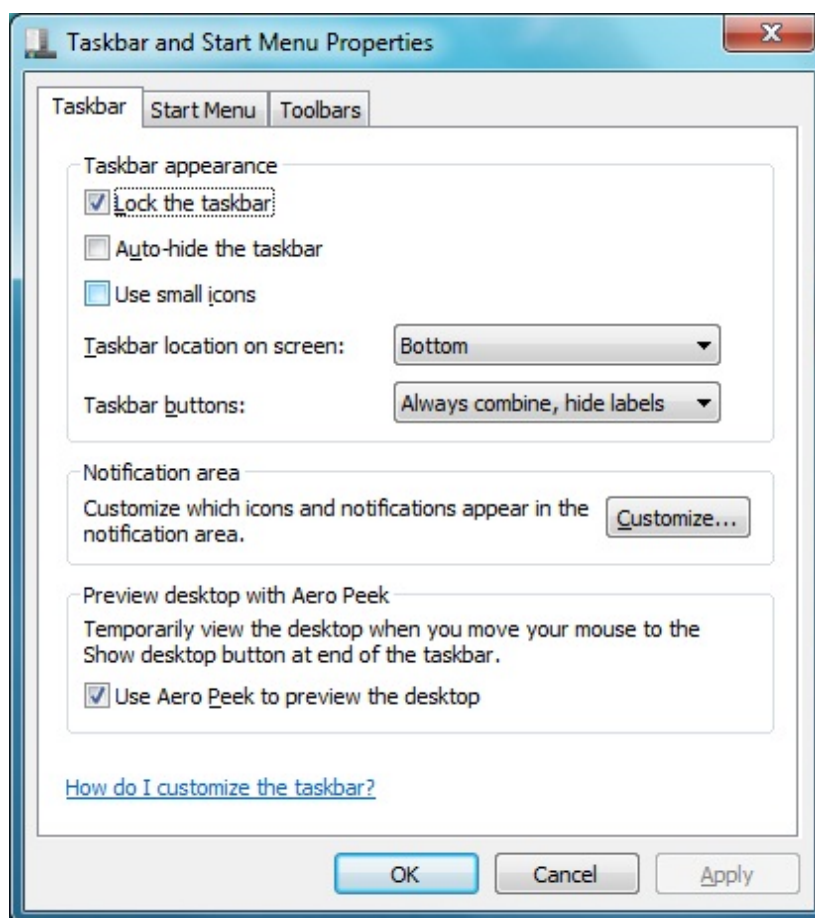 Taskbar and Start Menu Properties
Taskbar Start Menu Toolbars
Taskbar appearance
Lock the taskbar
Auto-hide the taskbar
Use small icons
Taskbar location on screen: Bottom
Taskbar buttons: Always combine, hide labels
Notification area
Customize which icons and notifications appear in the
notification area.
Customize...
Preview desktop with Aero Peek
Temporarily view the desktop when you move your mouse to the
Show desktop button at end of the taskbar.
Use Aero Peek to preview the desktop
How do I customize the taskbar?
OK Cancel Apply